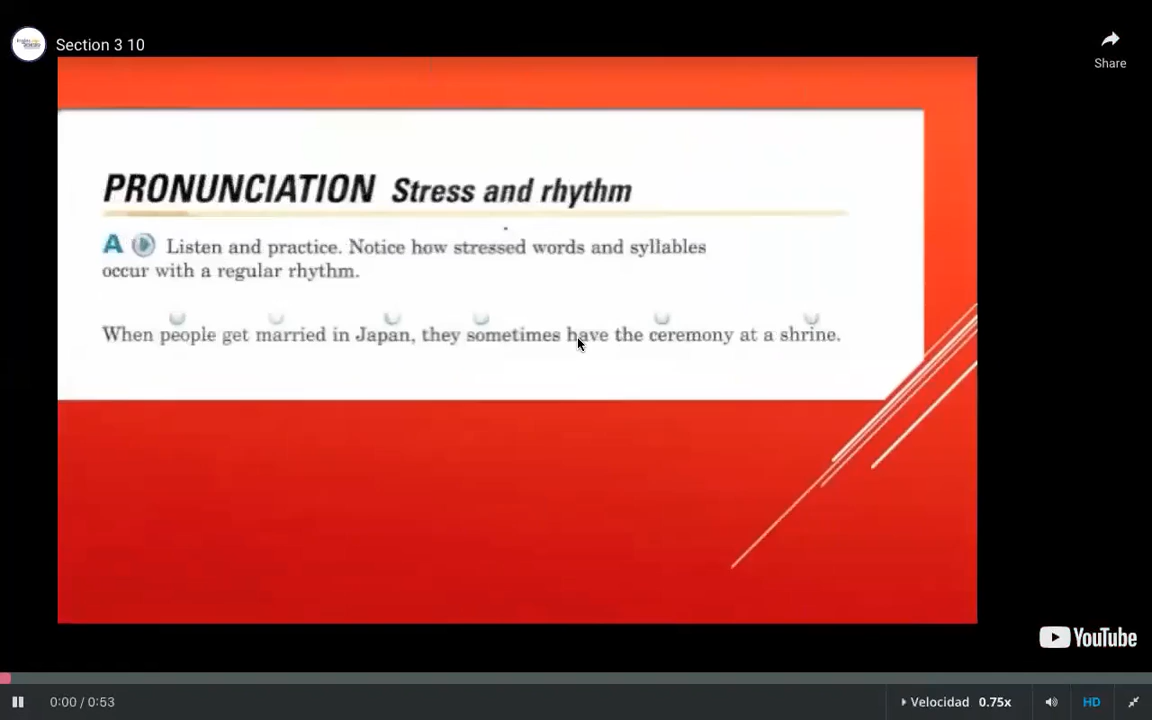 Section 3 10
Share
PRONUNCIATION Stress and rhythm
A Listen and practice. Notice how stressed words and syllables
occur with a regular rhythm.
When people get married in Japan, they sometimes have the ceremony at a shrine.
YouTube
0:00 / 0:53
Velocidad 0.75x
HD